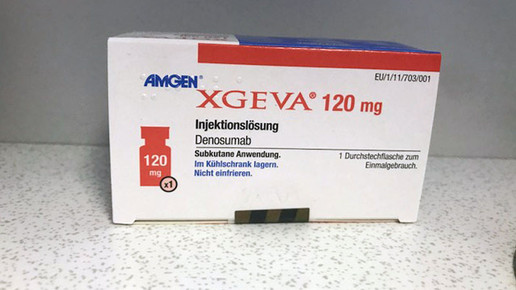 EU/1/11/703/001
AMGEN®
XGEVA® 120 mg
Injektionslösung
Denosumab
Subkutane Anwendung.
Im Kühlschrank lagern.
Nicht einfrieren.
1 Durchstechflasche zum
Einmalgebrauch.
120
mg
x1